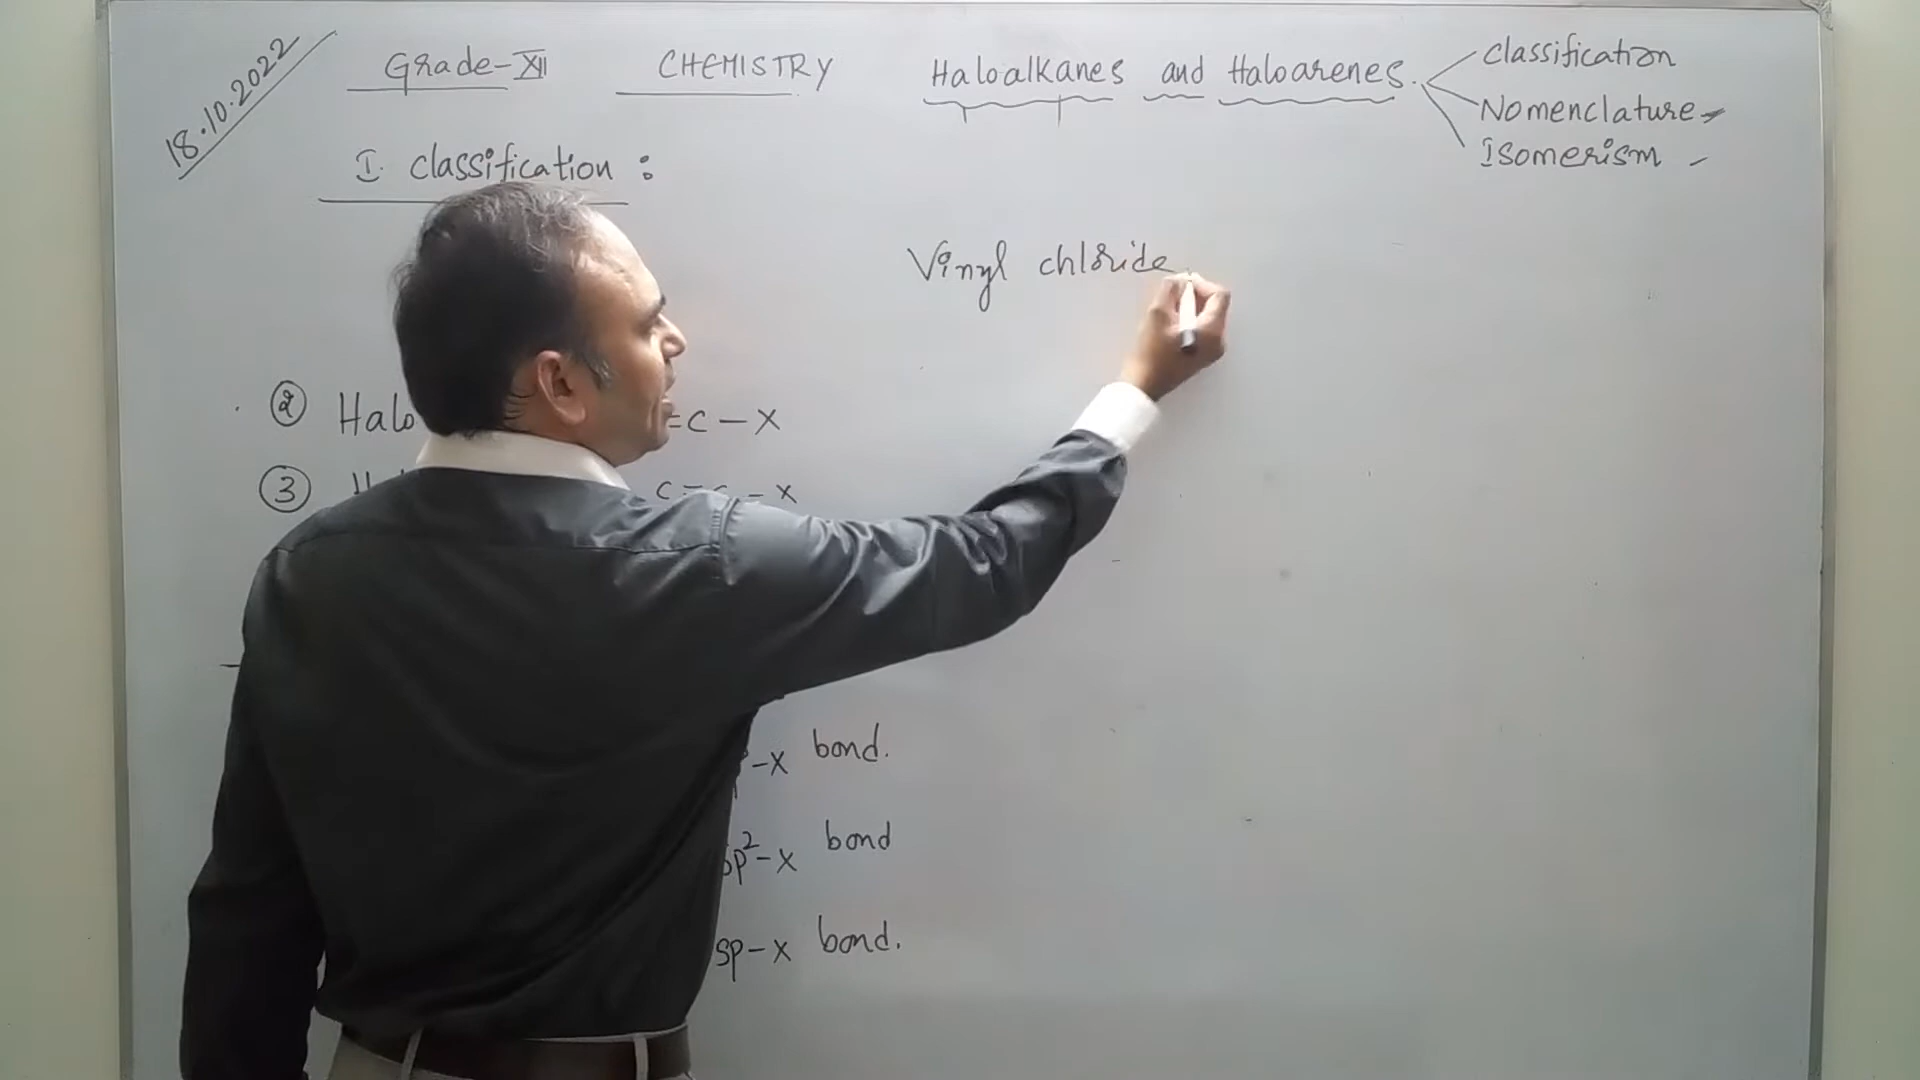 18.10.2022
Grade-XII CHEMISTRY Haloalkanes and Haloarenes.
Classification
Nomenclature
Isomerism
I. Classification :
Vinyl chloride
② Halo =C-X
③ -X
-X bond.
sp²-X bond
sp-X bond.